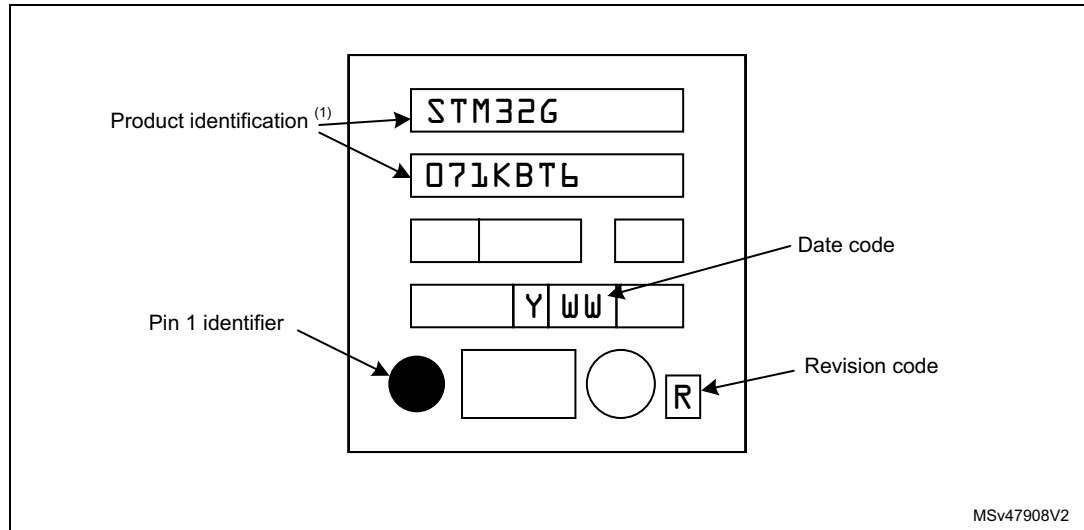 STM32G
Product identification (1)
071KBT6
Date code
Y WW
Pin 1 identifier
Revision code
R
MSv47908V2